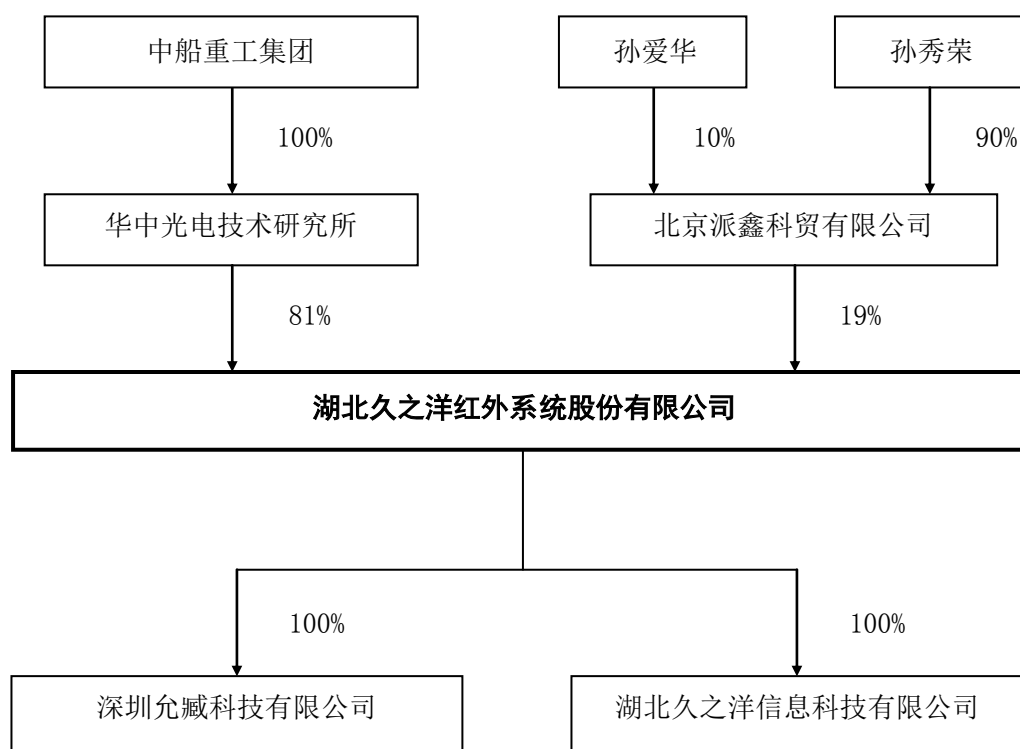 中船重工集团
孙爱华
孙秀荣
100%
10%
90%
华中光电技术研究所
北京派鑫科贸有限公司
81%
19%
湖北久之洋红外系统股份有限公司
100%
100%
深圳允臧科技有限公司
湖北久之洋信息科技有限公司